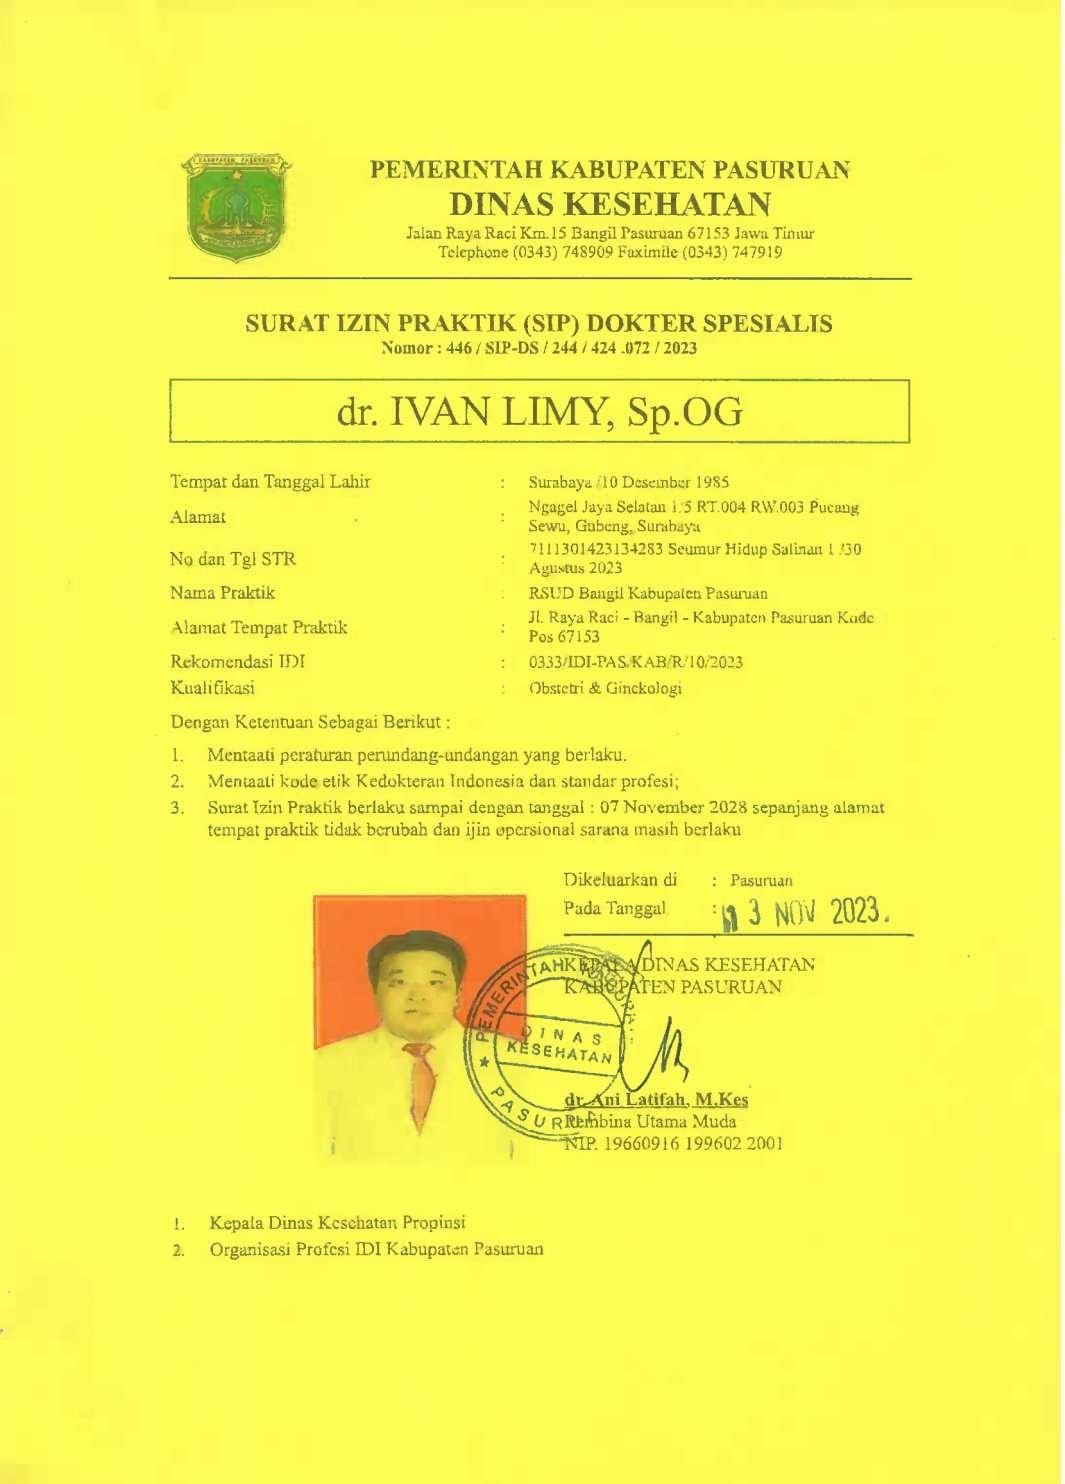 KABUPATEN PASURUAN
PEMERINTAH KABUPATEN PASURUAN
DINAS KESEHATAN
Jalan Raya Raci Km.15 Bangil Pasuruan 67153 Jawa Timur
Telephone (0343) 748909 Faximile (0343) 747919
SURAT IZIN PRAKTIK (SIP) DOKTER SPESIALIS
Nomor : 446 / SIP-DS / 244 / 424 .072 / 2023
dr. IVAN LIMY, Sp.OG
Tempat dan Tanggal Lahir : Surabaya /10 Desember 1985
Alamat : Ngagel Jaya Selatan 1/5 RT.004 RW.003 Pucang
Sewu, Gubeng, Surabaya
No dan Tgl STR : 7111301423134283 Seumur Hidup Salinan 1 /30
Agustus 2023
Nama Praktik : RSUD Bangil Kabupaten Pasuruan
Alamat Tempat Praktik : Jl. Raya Raci - Bangil - Kabupaten Pasuruan Kode
Pos 67153
Rekomendasi IDI : 0333/IDI-PAS/KAB/R/10/2023
Kualifikasi : Obstetri & Ginekologi
Dengan Ketentuan Sebagai Berikut :
1. Mentaati peraturan perundang-undangan yang berlaku.
2. Mentaati kode etik Kedokteran Indonesia dan standar profesi;
3. Surat Izin Praktik berlaku sampai dengan tanggal : 07 November 2028 sepanjang alamat
tempat praktik tidak berubah dan ijin opersional sarana masih berlaku
Dikeluarkan di : Pasuruan
Pada Tanggal : 3 NOV 2023.
KEPALA DINAS KESEHATAN
KABUPATEN PASURUAN
PEMERINTAH KABUPATEN
DINAS
KESEHATAN
PASURUAN
dr. Ani Latifah, M.Kes
Pembina Utama Muda
NIP. 19660916 199602 2001
1. Kepala Dinas Kesehatan Propinsi
2. Organisasi Profesi IDI Kabupaten Pasuruan